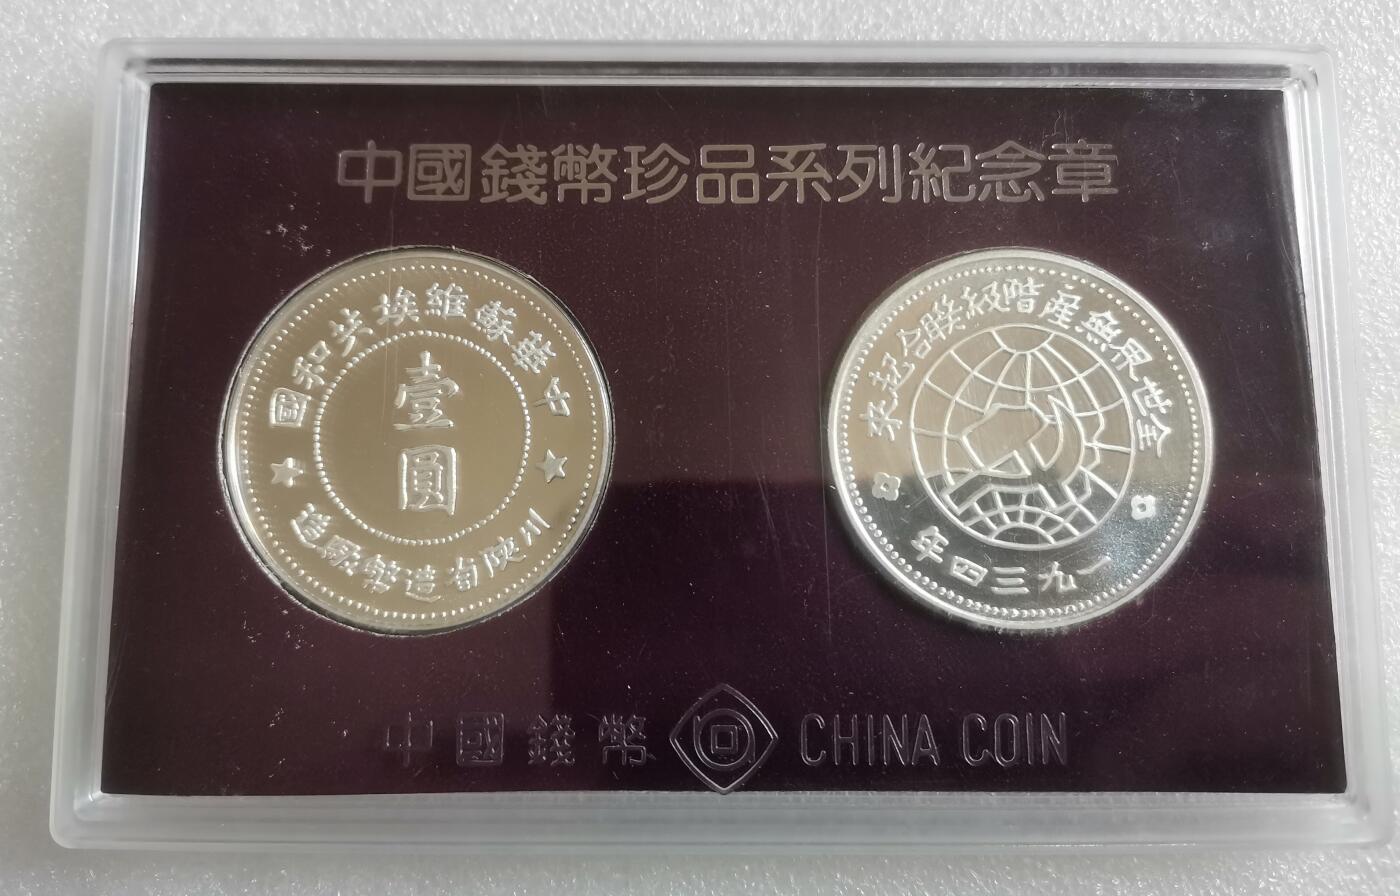 中國錢幣珍品系列紀念章
中華蘇維埃共和國
壹
圓
川陝省造幣廠造
全世界無產階級聯合起來
一九三四年
中國錢幣 CHINA COIN